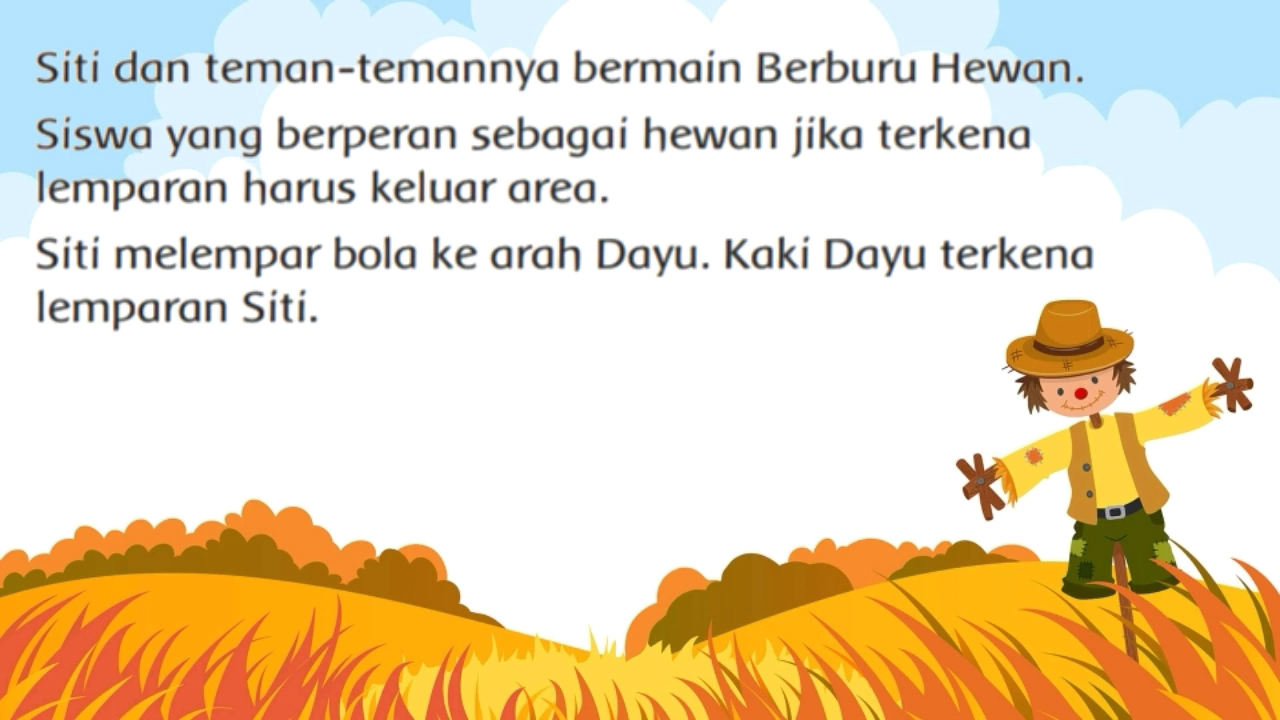 Siti dan teman-temannya bermain Berburu Hewan.
Siswa yang berperan sebagai hewan jika terkena
lemparan harus keluar area.
Siti melempar bola ke arah Dayu. Kaki Dayu terkena
lemparan Siti.